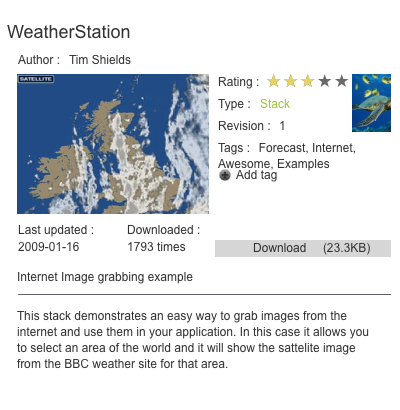 WeatherStation
Author : Tim Shields
SATELLITE
Rating :
Type : Stack
Revision : 1
Tags : Forecast, Internet,
Awesome, Examples
Add tag
Last updated :
2009-01-16
Downloaded :
1793 times
Download (23.3KB)
Internet Image grabbing example
This stack demonstrates an easy way to grab images from the
internet and use them in your application. In this case it allows you
to select an area of the world and it will show the sattelite image
from the BBC weather site for that area.